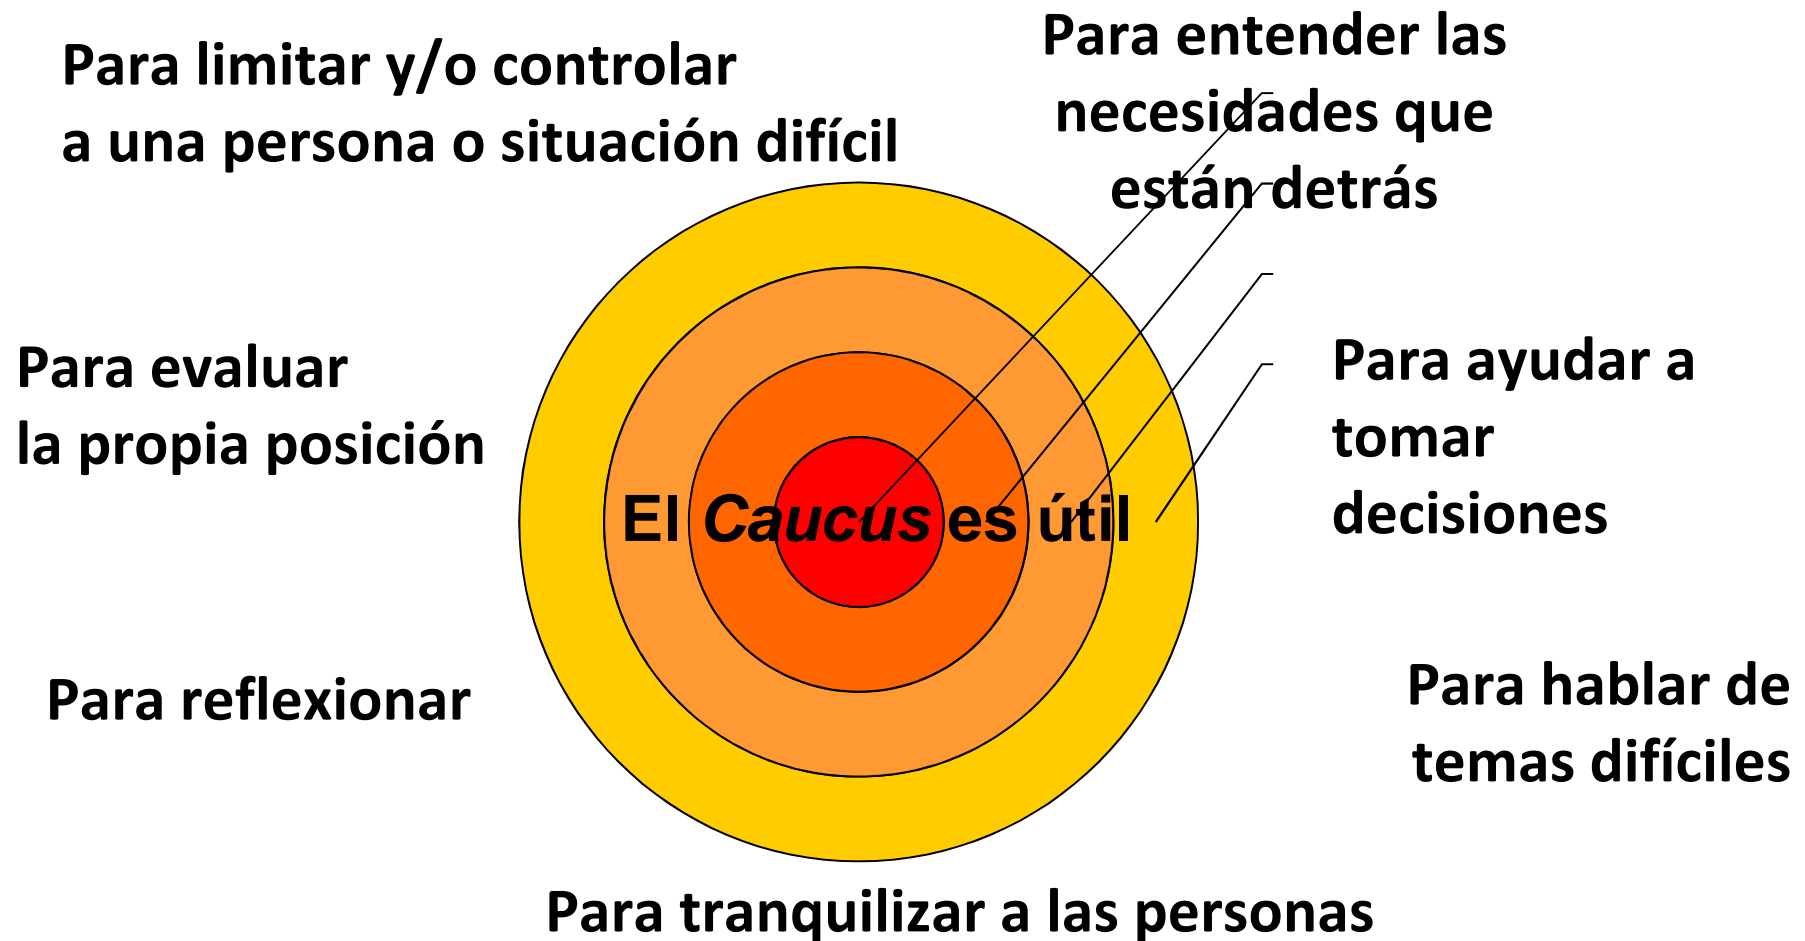 Para limitar y/o controlar
a una persona o situación difícil
Para entender las
necesidades que
están detrás
Para evaluar
la propia posición
Para ayudar a
tomar
decisiones
El Caucus es útil
Para reflexionar
Para hablar de
temas difíciles
Para tranquilizar a las personas